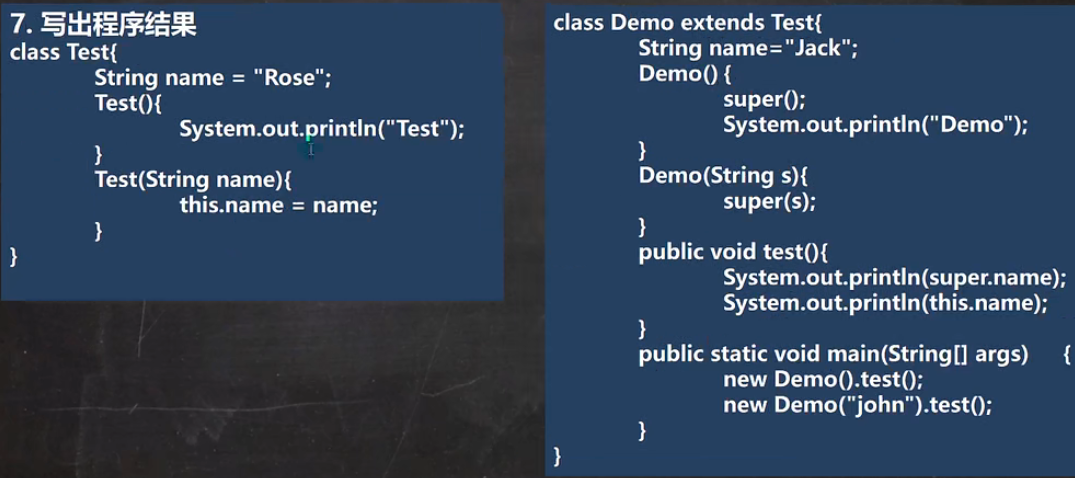 7. 写出程序结果
class Test{
String name = "Rose";
Test(){
System.out.println("Test");
}
Test(String name){
this.name = name;
}
}
class Demo extends Test{
String name="Jack";
Demo() {
super();
System.out.println("Demo");
}
Demo(String s){
super(s);
}
public void test(){
System.out.println(super.name);
System.out.println(this.name);
}
public static void main(String[] args) {
new Demo().test();
new Demo("john").test();
}
}